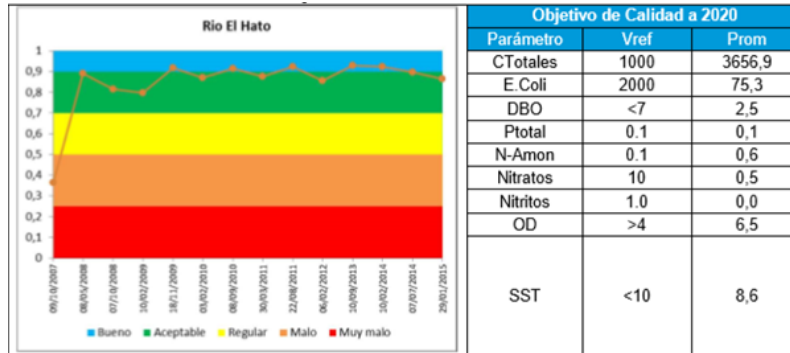 Rio El Hato
1
0,9
0,8
0,7
0,6
0,5
0,4
0,3
0,2
0,1
0
09/10/2007
08/05/2008
07/10/2008
10/02/2009
18/11/2009
03/02/2010
08/09/2010
30/03/2011
22/08/2011
06/02/2012
10/09/2013
10/02/2014
07/07/2014
29/01/2015
Bueno Aceptable Regular Malo Muy malo
Objetivo de Calidad a 2020
Parámetro Vref Prom
CTotales 1000 3656,9
E.Coli 2000 75,3
DBO <7 2,5
Ptotal 0.1 0,1
N-Amon 0.1 0,6
Nitratos 10 0,5
Nitritos 1.0 0,0
OD >4 6,5
SST <10 8,6